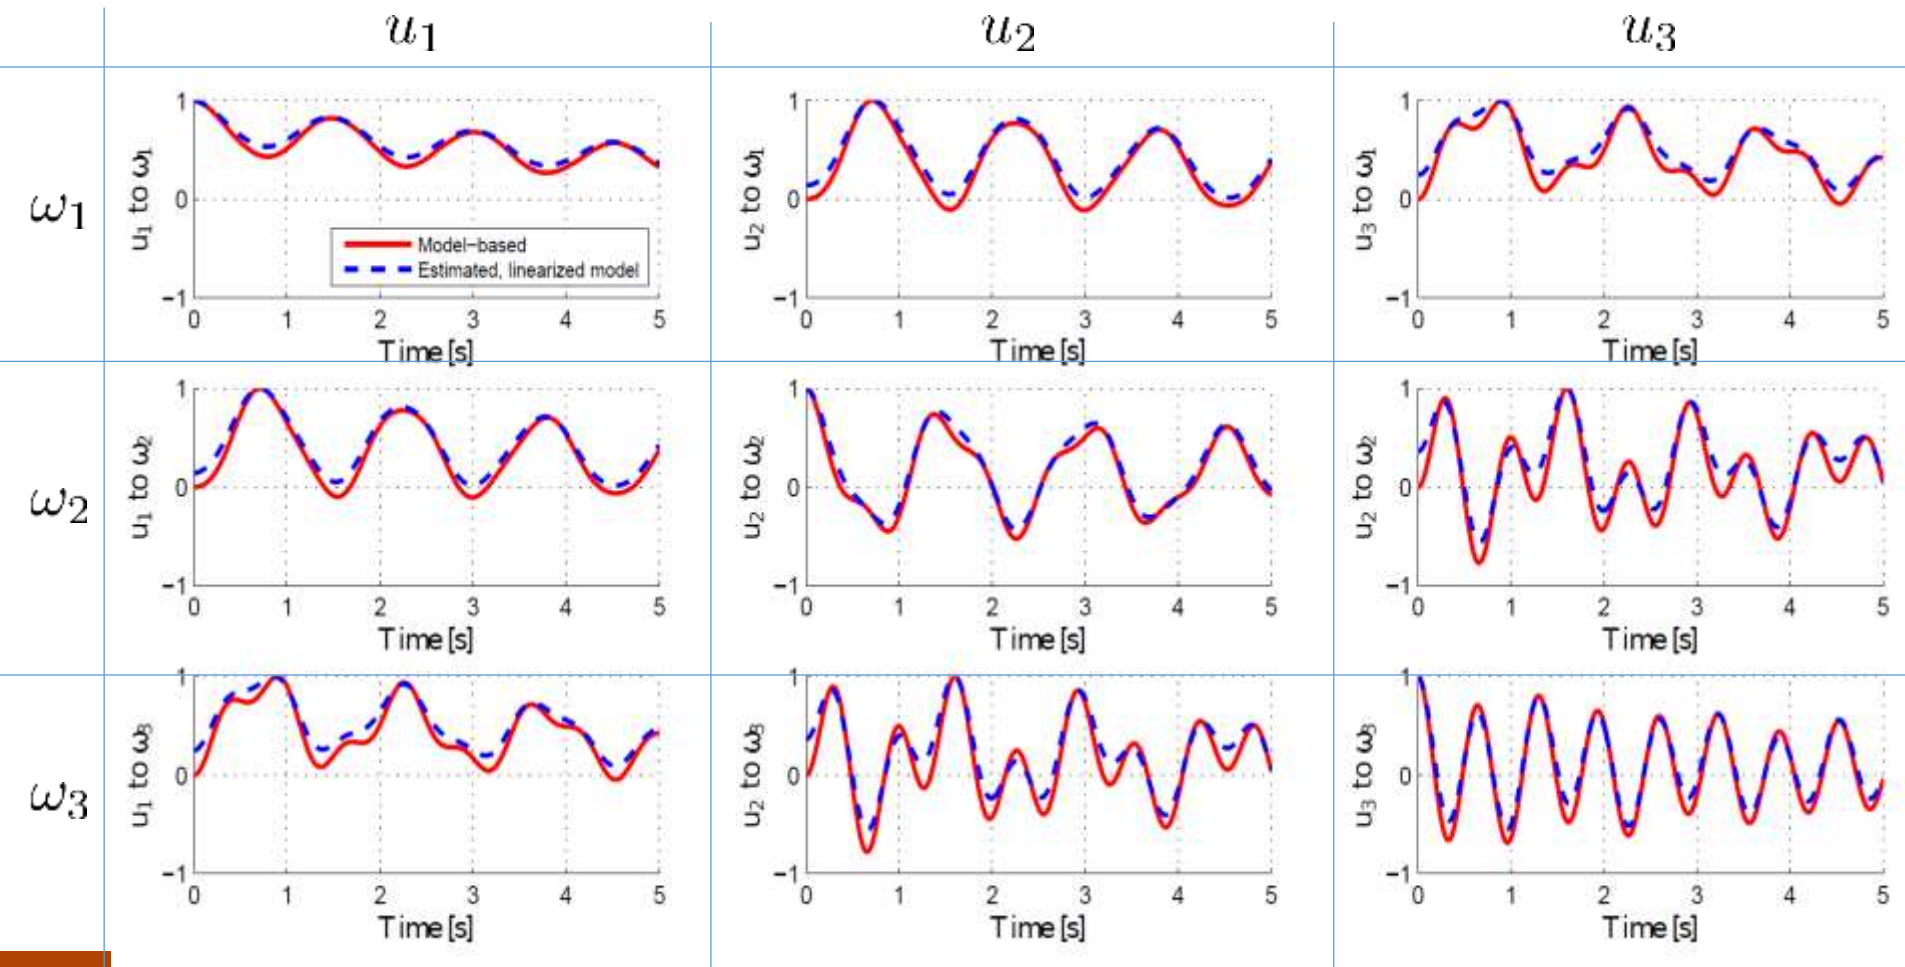 u1 u2 u3
ω1
u1 to ω1
1
0
−1
Model−based
Estimated, linearized model
0 1 2 3 4 5
Time [s]
u2 to ω1
1
0
−1
0 1 2 3 4 5
Time [s]
u3 to ω1
1
0
−1
0 1 2 3 4 5
Time [s]
ω2
u1 to ω2
1
0
−1
0 1 2 3 4 5
Time [s]
u2 to ω2
1
0
−1
0 1 2 3 4 5
Time [s]
u2 to ω2
1
0
−1
0 1 2 3 4 5
Time [s]
ω3
u1 to ω3
1
0
−1
0 1 2 3 4 5
Time [s]
u2 to ω3
1
0
−1
0 1 2 3 4 5
Time [s]
u3 to ω3
1
0
−1
0 1 2 3 4 5
Time [s]